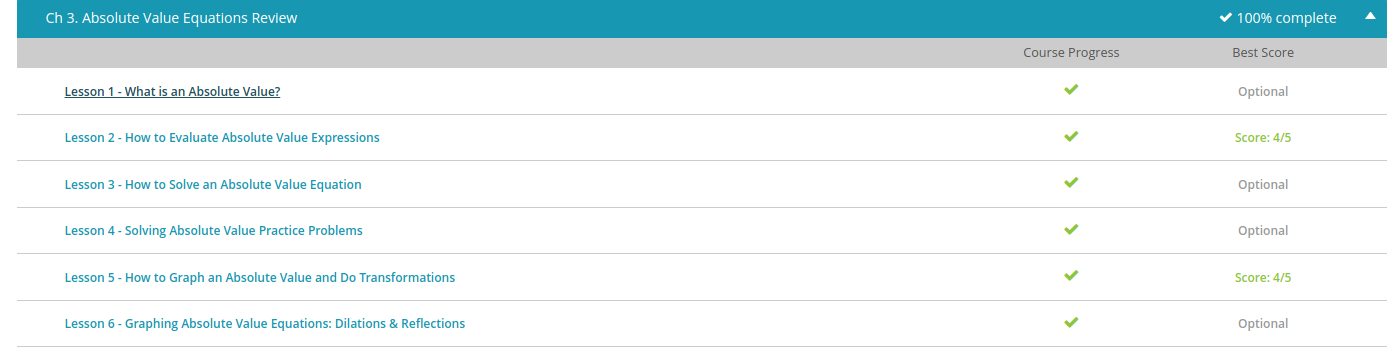 Ch 3. Absolute Value Equations Review 100% complete
Course Progress Best Score
Lesson 1 - What is an Absolute Value? Optional
Lesson 2 - How to Evaluate Absolute Value Expressions Score: 4/5
Lesson 3 - How to Solve an Absolute Value Equation Optional
Lesson 4 - Solving Absolute Value Practice Problems Optional
Lesson 5 - How to Graph an Absolute Value and Do Transformations Score: 4/5
Lesson 6 - Graphing Absolute Value Equations: Dilations & Reflections Optional